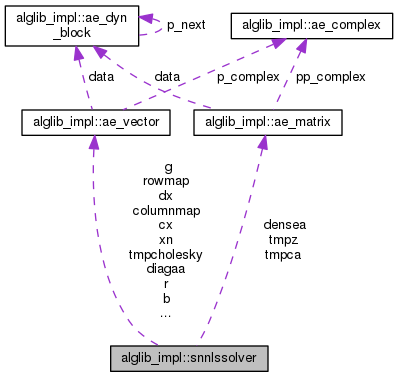 alglib_impl::ae_dyn
_block
p_next
alglib_impl::ae_complex
data
data
p_complex
pp_complex
alglib_impl::ae_vector
alglib_impl::ae_matrix
g
rowmap
dx
columnmap
cx
xn
tmpcholesky
diagaa
r
b
...
densea
tmpz
tmpca
alglib_impl::snnlssolver